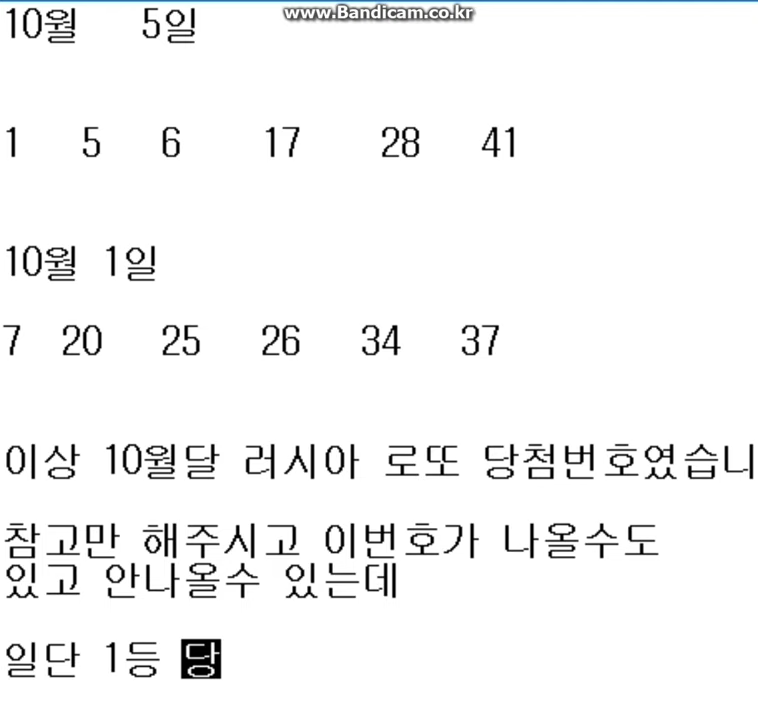 www.Bandicam.co.kr
10월 5일
1 5 6 17 28 41
10월 1일
7 20 25 26 34 37
이상 10월달 러시아 로또 당첨번호였습니
참고만 해주시고 이번호가 나올수도
있고 안나올수 있는데
일단 1등 당